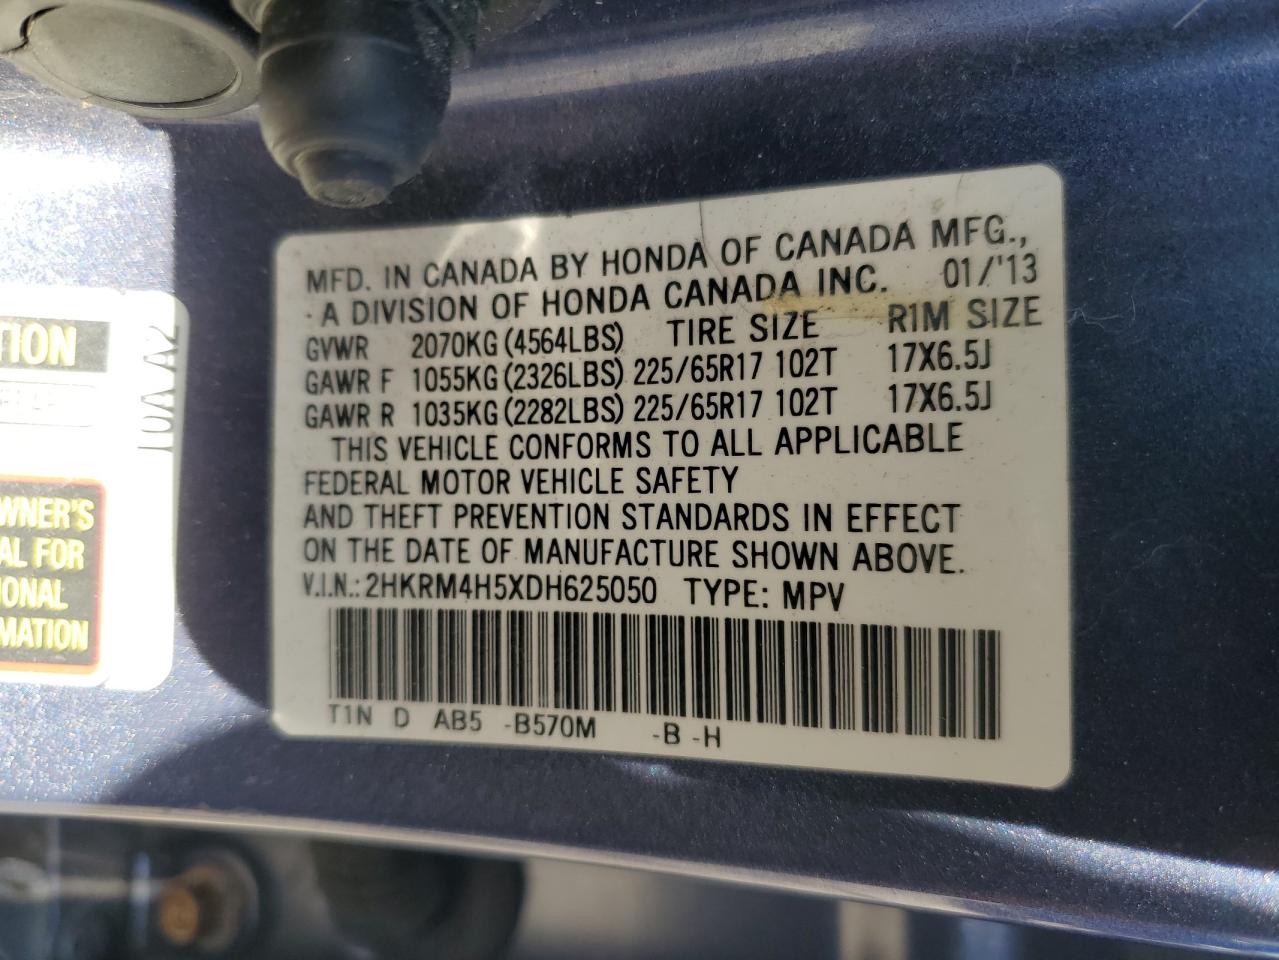 MFD. IN CANADA BY HONDA OF CANADA MFG.,
A DIVISION OF HONDA CANADA INC. 01/'13
GVWR 2070KG (4564LBS) TIRE SIZE R1M SIZE
GAWR F 1055KG (2326LBS) 225/65R17 102T 17X6.5J
GAWR R 1035KG (2282LBS) 225/65R17 102T 17X6.5J
THIS VEHICLE CONFORMS TO ALL APPLICABLE
FEDERAL MOTOR VEHICLE SAFETY
AND THEFT PREVENTION STANDARDS IN EFFECT
ON THE DATE OF MANUFACTURE SHOWN ABOVE.
V.I.N.: 2HKRM4H5XDH625050 TYPE: MPV
T1N D AB5 -B570M -B -H
TION
T0AAA2
WNER'S
AL FOR
IONAL
MATION